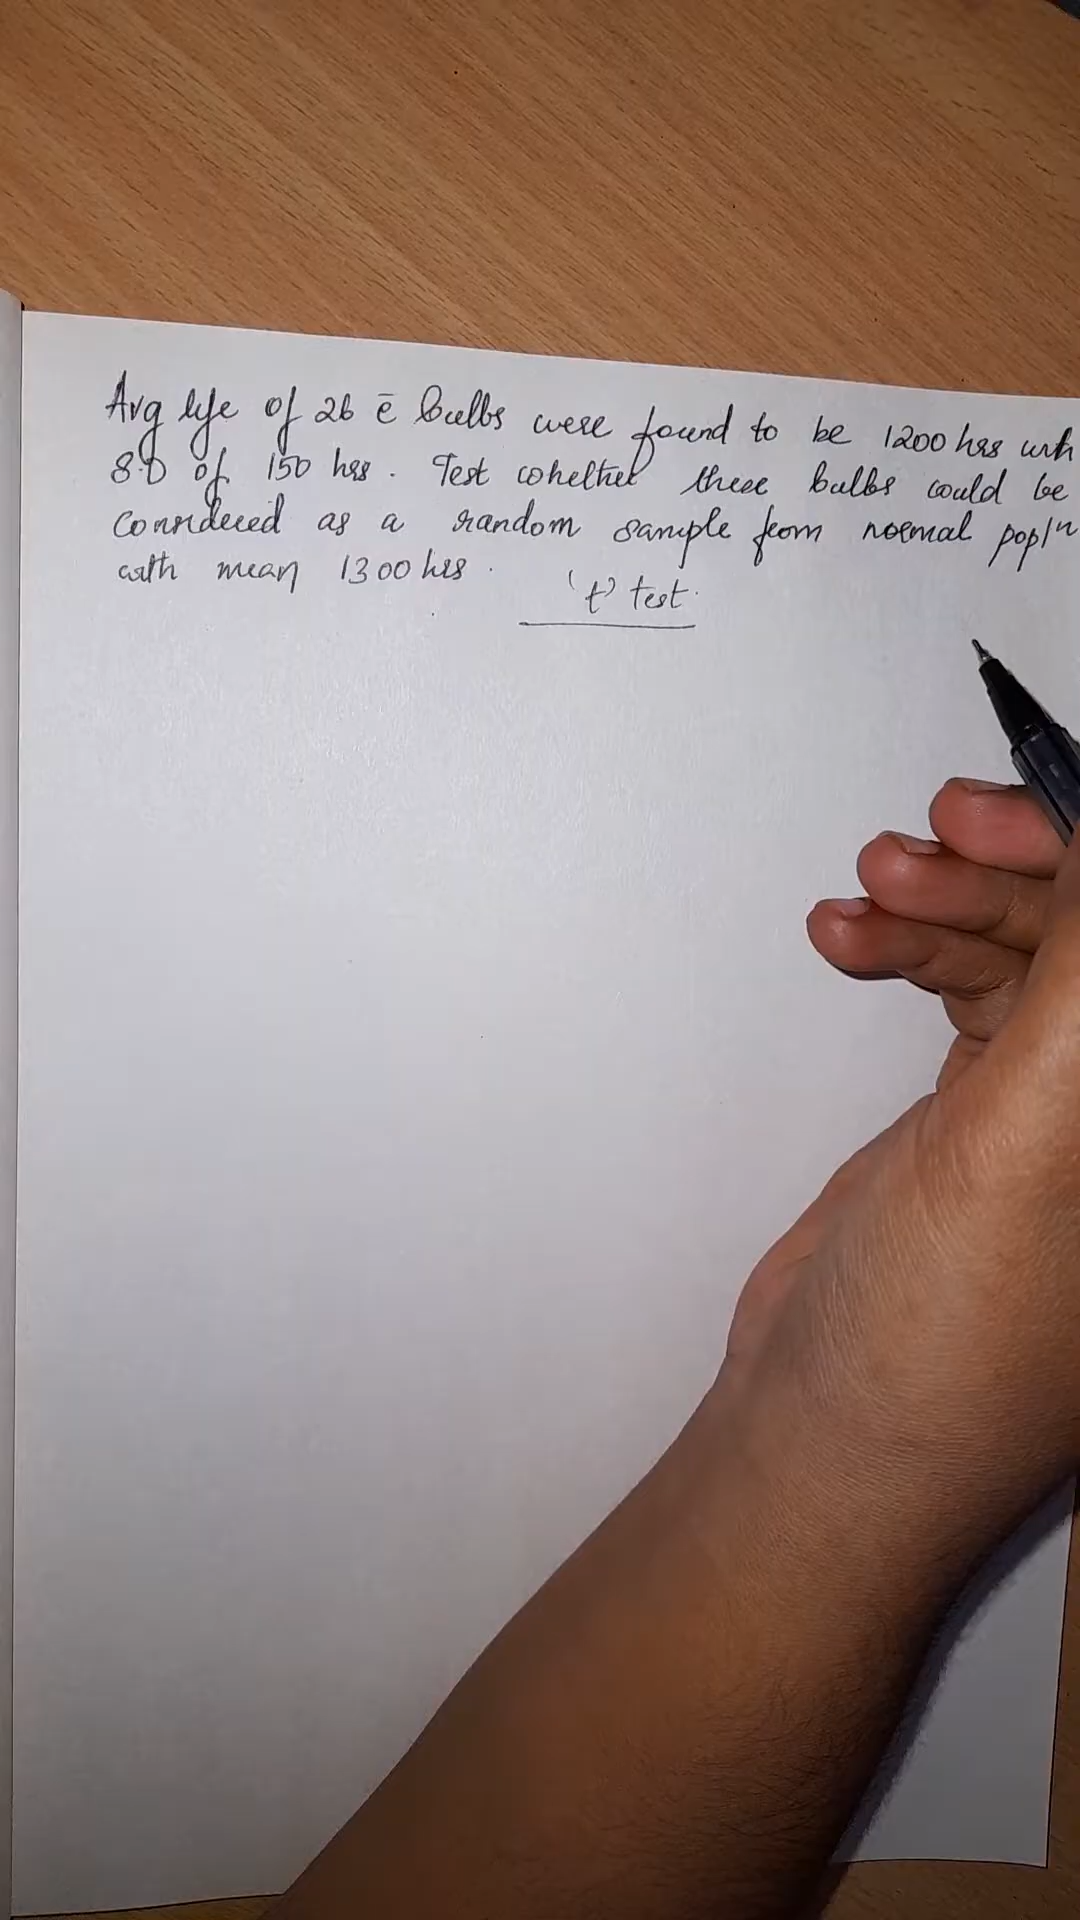 Avg life of 26 ē bulbs were found to be 1200 hrs with
S.D of 150 hrs. Test whether these bulbs could be
considered as a random sample from normal poplⁿ
with mean 1300 hrs.
't' test.